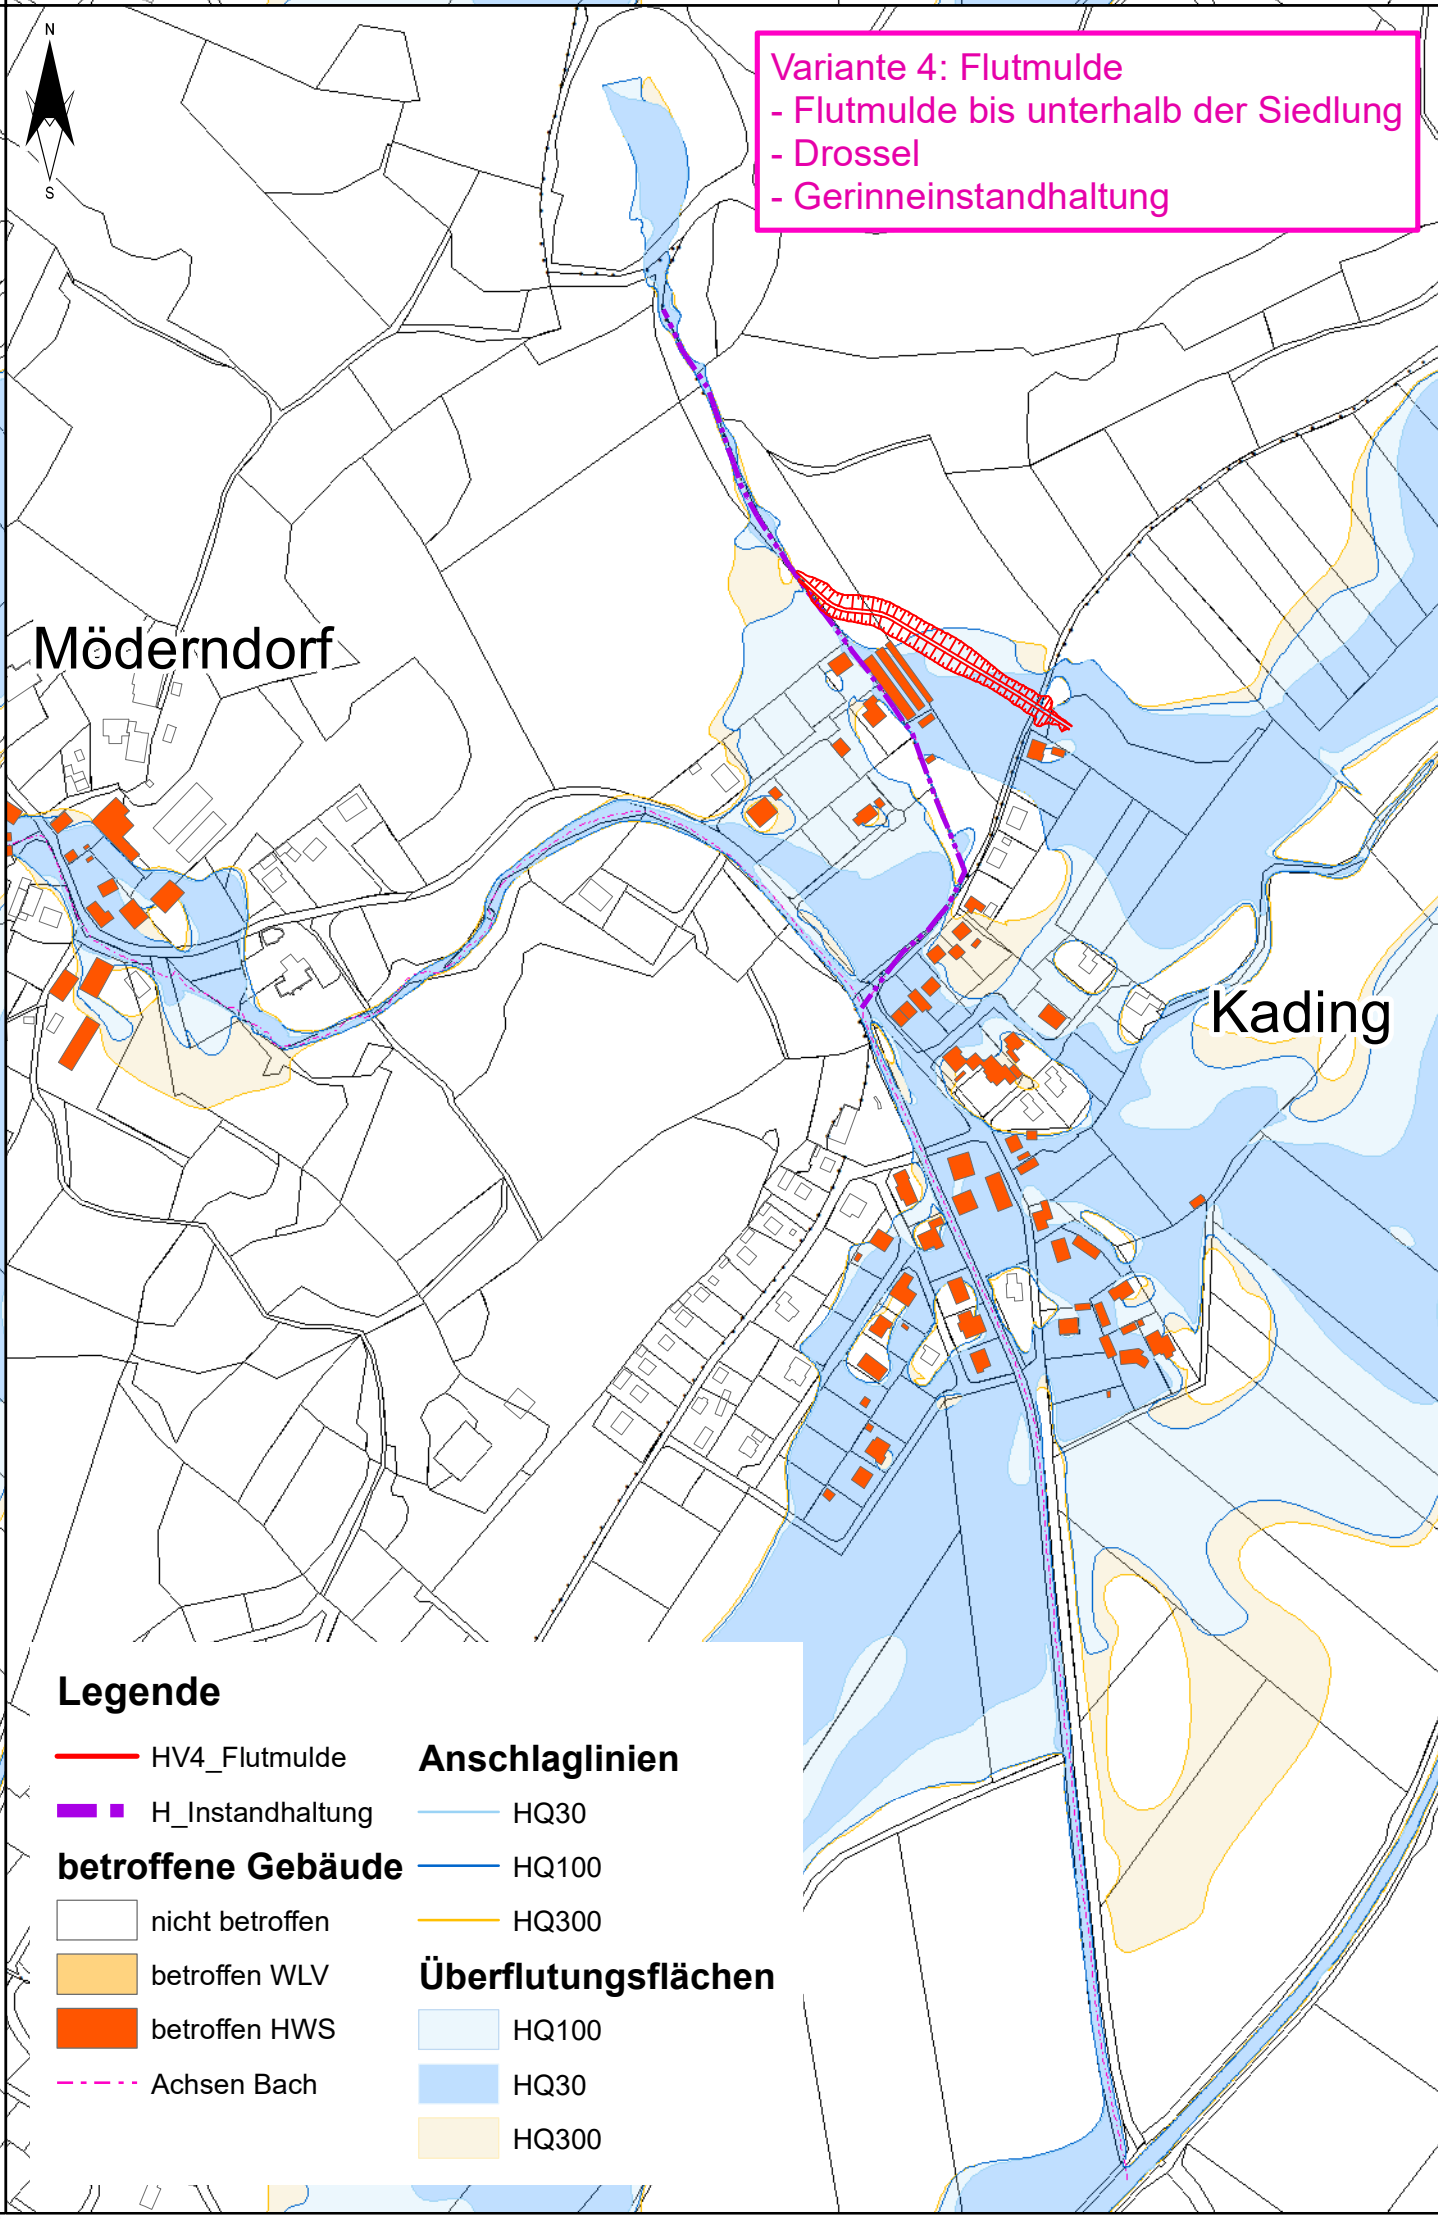 N
S
Variante 4: Flutmulde
- Flutmulde bis unterhalb der Siedlung
- Drossel
- Gerinneinstandhaltung
Möderndorf
Kading
Legende
HV4_Flutmulde
H_Instandhaltung
betroffene Gebäude
nicht betroffen
betroffen WLV
betroffen HWS
Achsen Bach
Anschlaglinien
HQ30
HQ100
HQ300
Überflutungsflächen
HQ100
HQ30
HQ300